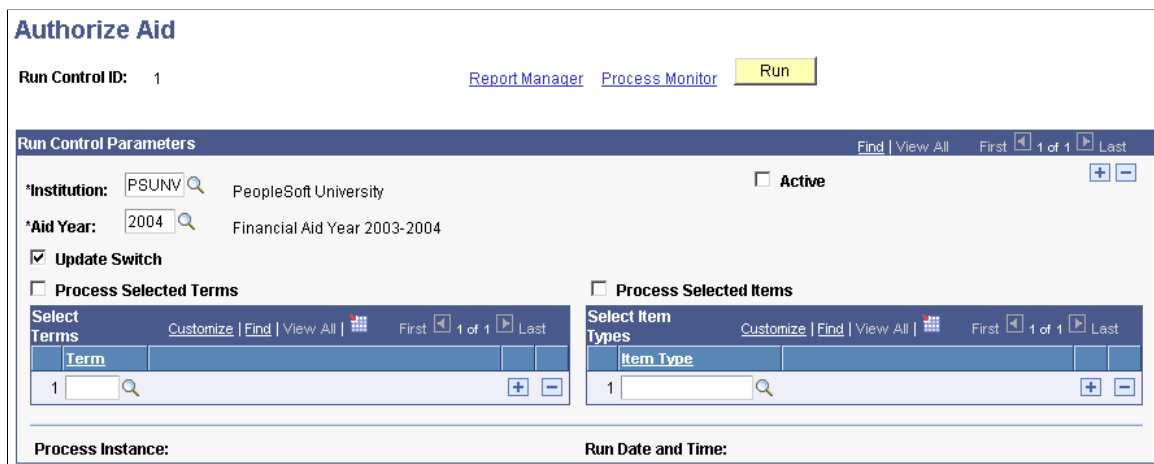 Authorize Aid
Run Control ID: 1 Report Manager Process Monitor Run
Run Control Parameters Find | View All First 1 of 1 Last
*Institution: PSUNV PeopleSoft University Active
*Aid Year: 2004 Financial Aid Year 2003-2004
Update Switch
Process Selected Terms Process Selected Items
Select Terms Customize | Find | View All | First 1 of 1 Last Select Item Types Customize | Find | View All | First 1 of 1 Last
Term Item Type
1 1
Process Instance: Run Date and Time: